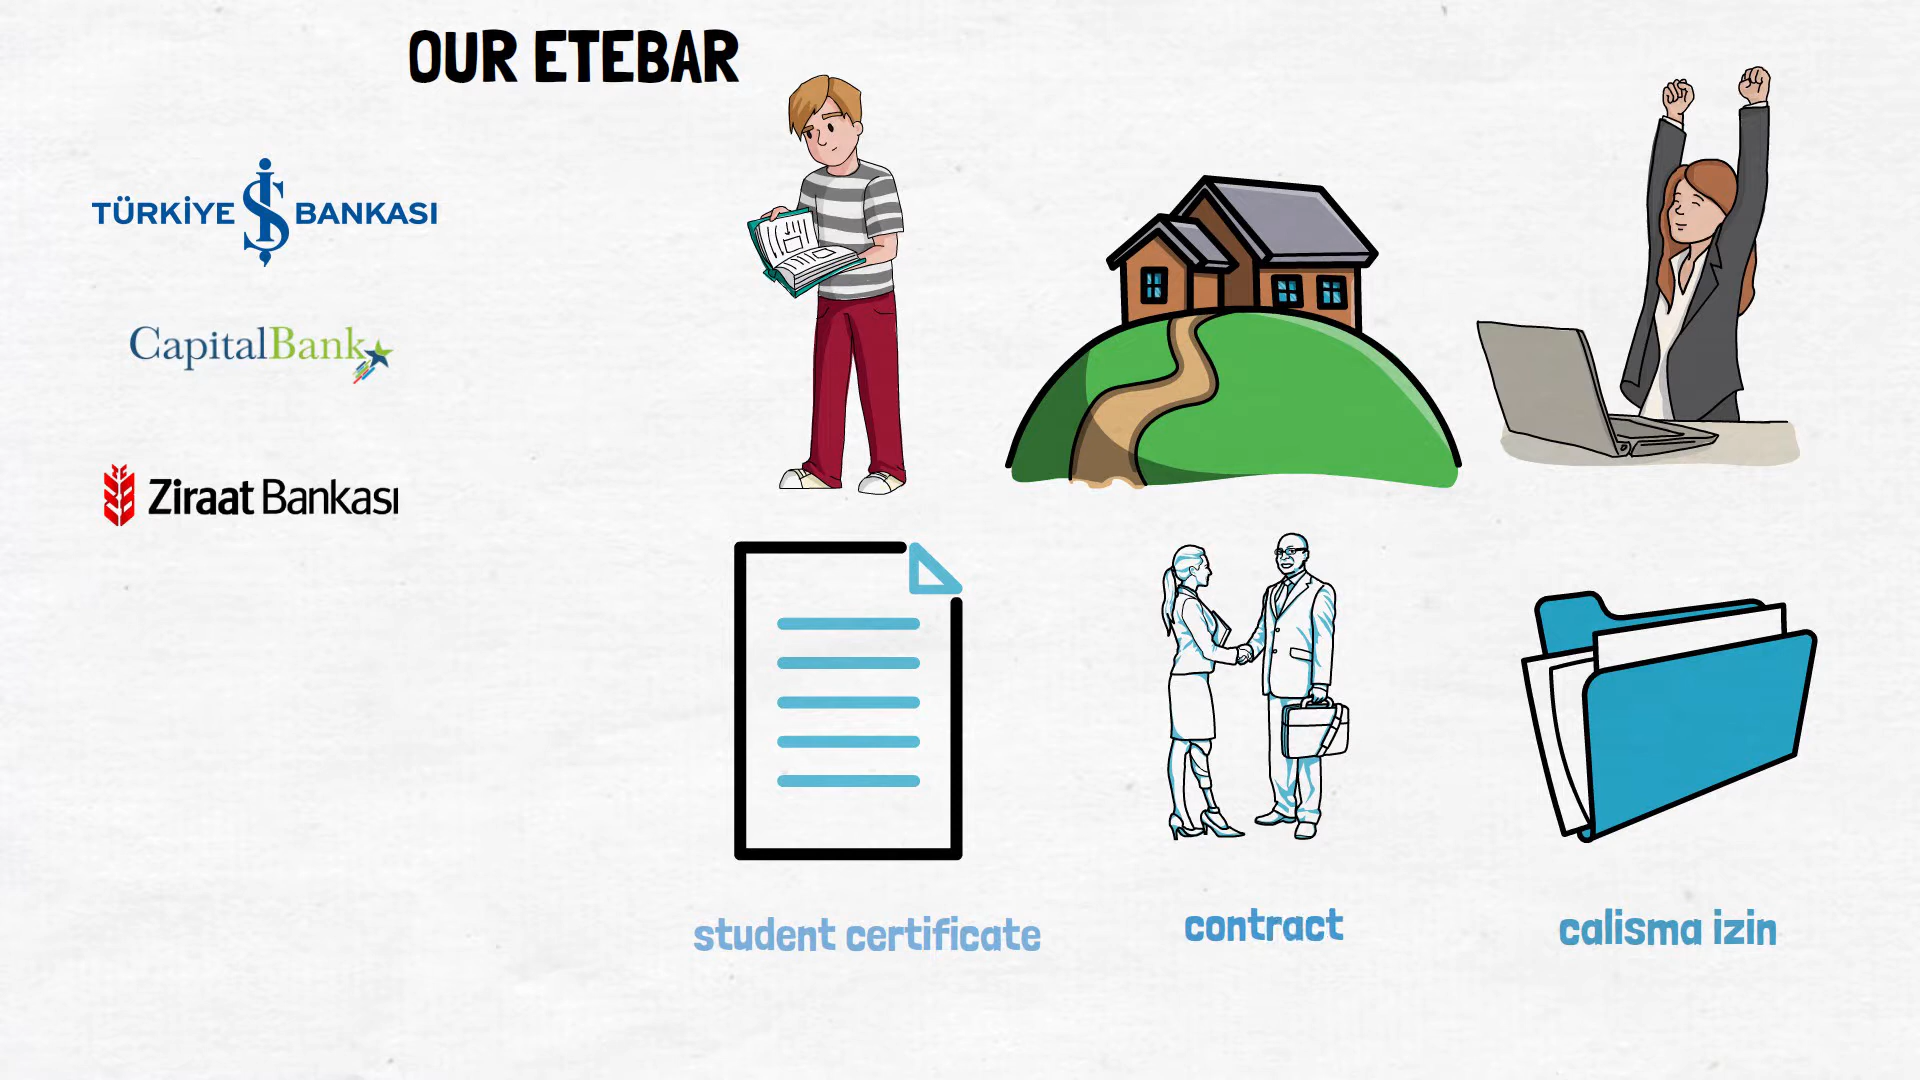 OUR ETEBAR
TÜRKİYE İŞ BANKASI
CapitalBank
Ziraat Bankası
student certificate
contract
calisma izin